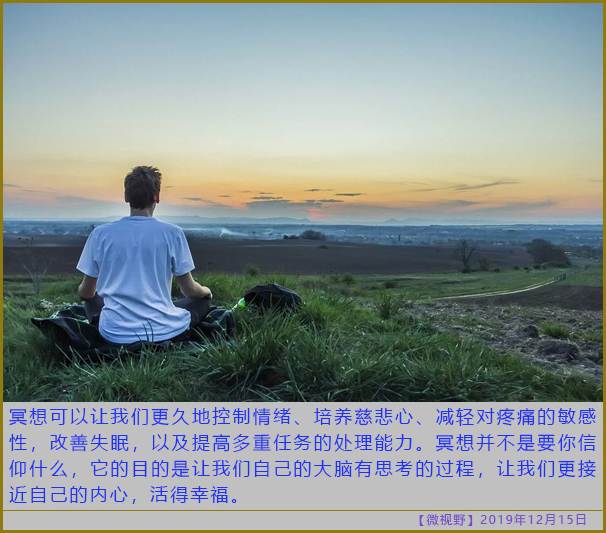 冥想可以让我们更久地控制情绪、培养慈悲心、减轻对疼痛的敏感
性，改善失眠，以及提高多重任务的处理能力。冥想并不是要你信
仰什么，它的目的是让我们自己的大脑有思考的过程，让我们更接
近自己的内心，活得幸福。
【微视野】2019年12月15日